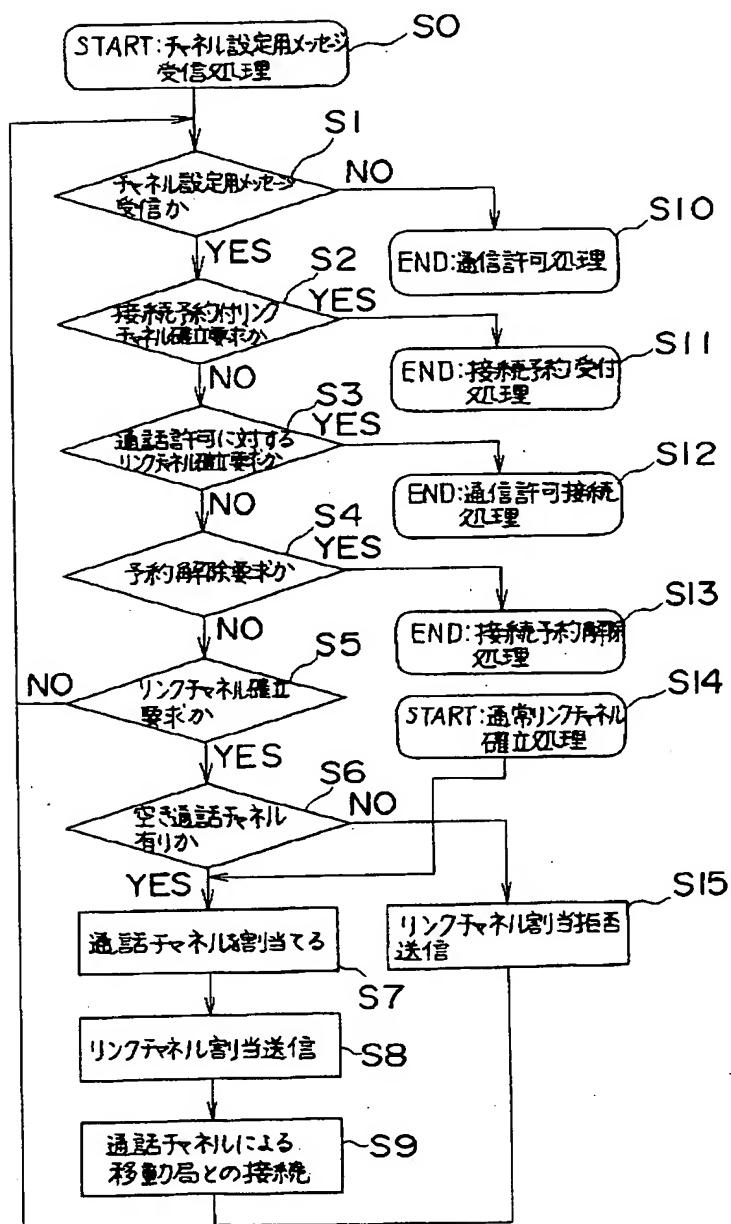 START:チャネル設定用メッセージ
受信処理
S0
S1
チャネル設定用メッセージ
受信か
NO
YES
S10
END:通信許可処理
S2
接続予約付リンク
チャネル確立要求か
YES
NO
S11
END:接続予約受付
処理
S3
通話許可に対する
リンクチャネル確立要求か
YES
NO
S12
END:通信許可接続
処理
S4
予約解除要求か
YES
NO
S13
END:接続予約解除
処理
S5
リンクチャネル確立
要求か
NO
YES
S14
START:通常リンクチャネル
確立処理
S6
空き通話チャネル
有りか
NO
YES
S15
リンクチャネル割当拒否
送信
通話チャネルを割当てる
S7
リンクチャネル割当送信
S8
通話チャネルによる
移動局との接続
S9